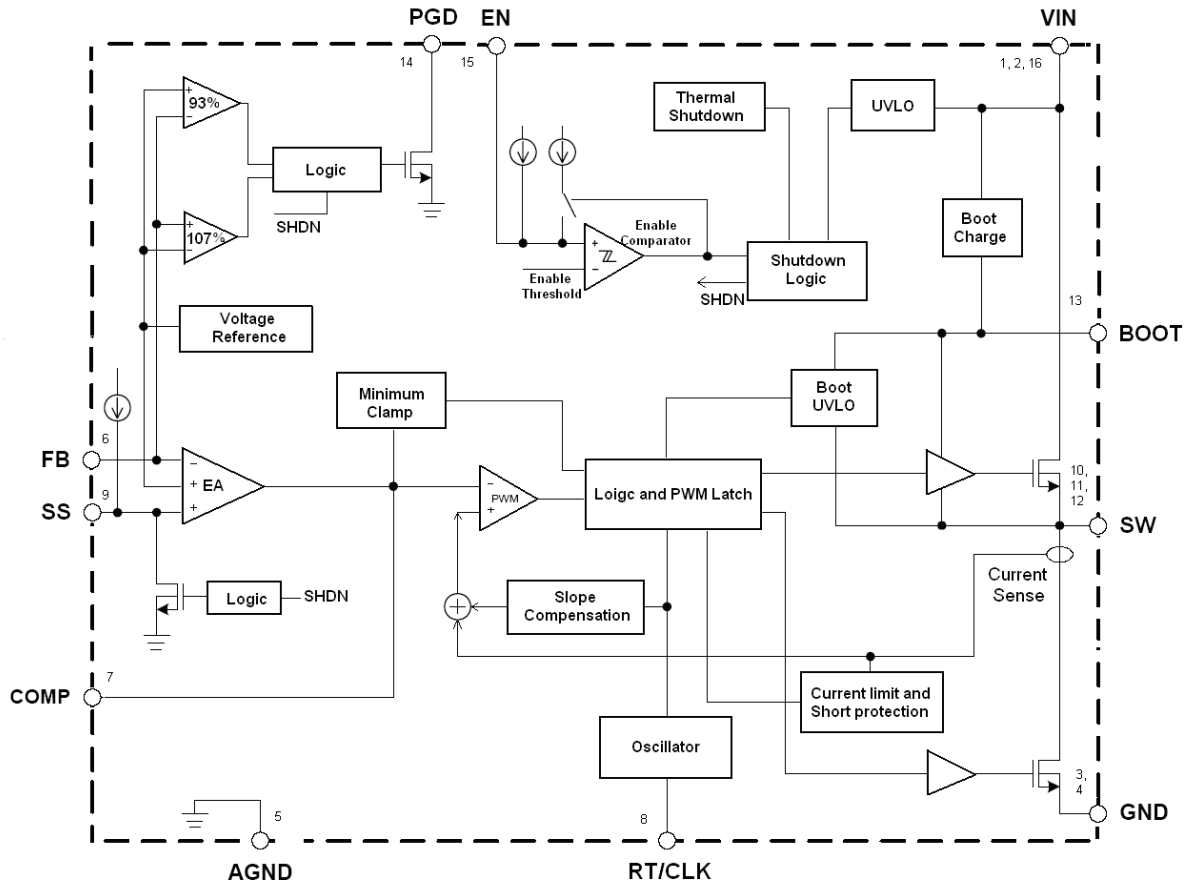 PGD
EN
VIN
14
15
1, 2, 16
+
93%
−
Thermal
Shutdown
UVLO
Logic
SHDN
+
107%
−
Boot
Charge
Enable
Comparator
+
−
Enable
Threshold
Shutdown
Logic
SHDN
13
BOOT
Voltage
Reference
Minimum
Clamp
Boot
UVLO
6
FB
9
SS
−
+
EA
+
−
PWM
+
Loigc and PWM Latch
10,
11,
12
SW
Current
Sense
Logic
SHDN
+
Slope
Compensation
7
COMP
Current limit and
Short protection
Oscillator
3,
4
GND
5
AGND
8
RT/CLK